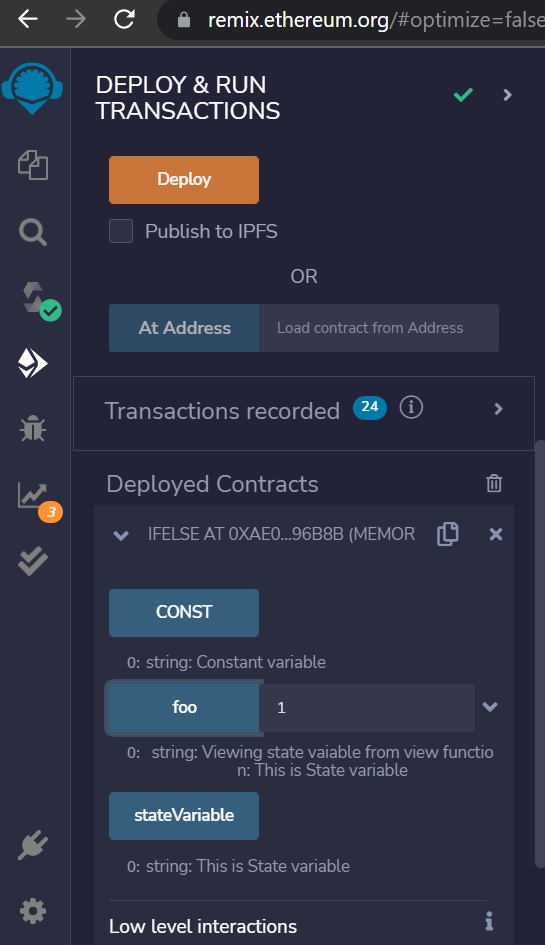 remix.ethereum.org/#optimize=false
DEPLOY & RUN
TRANSACTIONS
Deploy
Publish to IPFS
OR
At Address Load contract from Address
Transactions recorded 24 i
Deployed Contracts
3
IFELSE AT 0XAE0...96B8B (MEMOR
CONST
0: string: Constant variable
foo 1
0: string: Viewing state vaiable from view functio
n: This is State variable
stateVariable
0: string: This is State variable
Low level interactions i